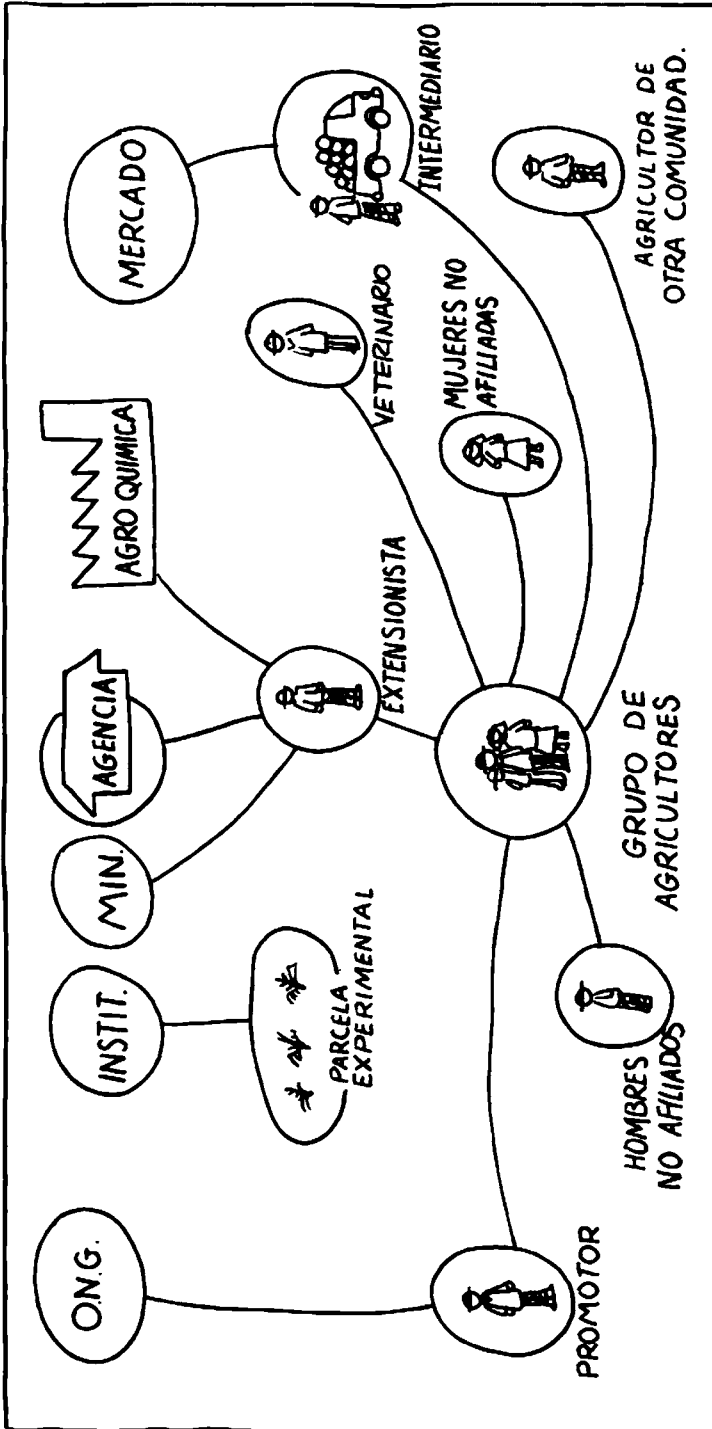 O.N.G.
INSTIT.
MIN.
AGENCIA
AGRO QUIMICA
MERCADO
PARCELA
EXPERIMENTAL
EXTENSIONISTA
VETERINARIO
INTERMEDIARIO
MUJERES NO
AFILIADAS
PROMOTOR
HOMBRES
NO AFILIADOS
GRUPO DE
AGRICULTORES
AGRICULTOR DE
OTRA COMUNIDAD.